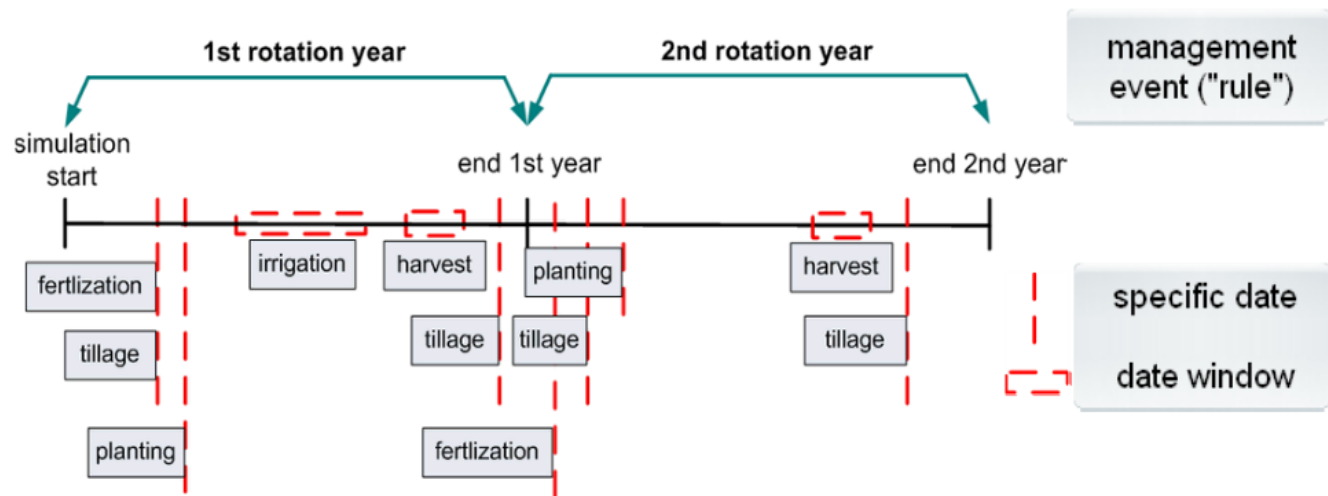 1st rotation year
2nd rotation year
management
event ("rule")
simulation
start
end 1st year
end 2nd year
irrigation
harvest
planting
harvest
fertlization
tillage
tillage
tillage
tillage
planting
fertlization
specific date
date window